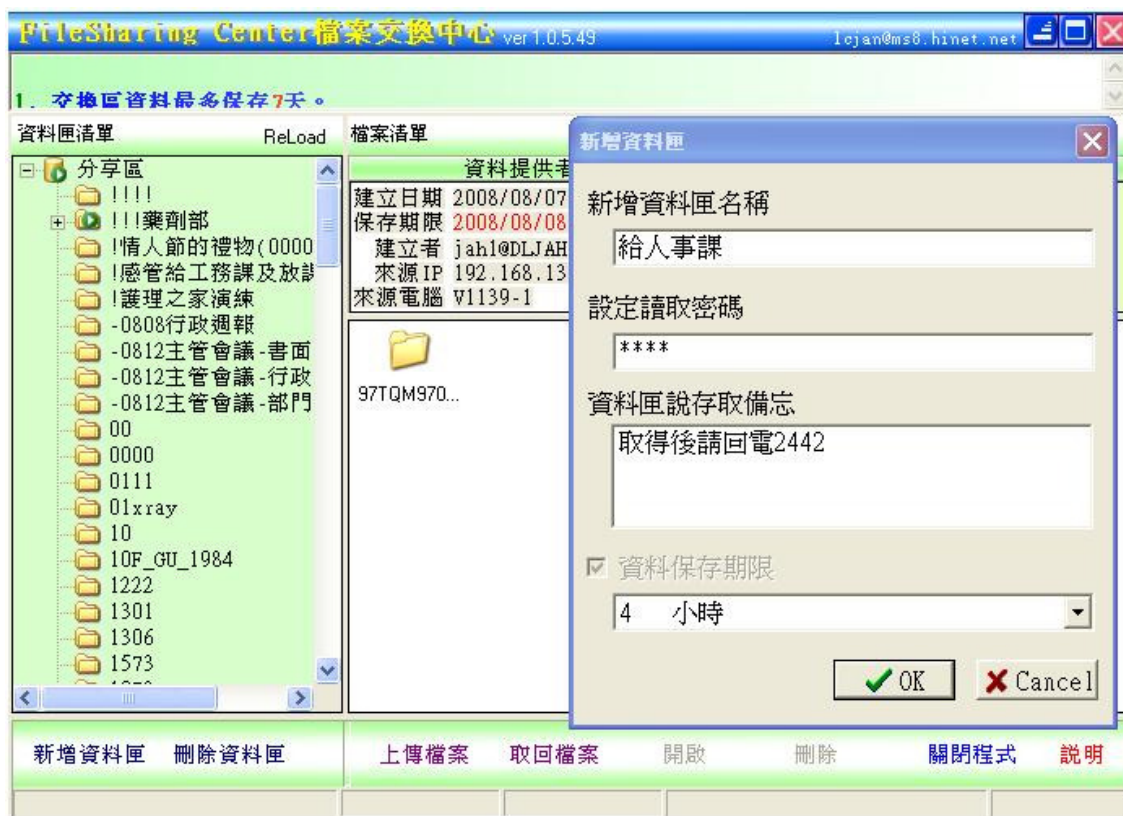 FileSharing Center檔案交換中心 ver 1.0.5.49 lcjan@ms8.hinet.net
1. 交換區資料最多保存7天。
資料匣清單 ReLoad
分享區
!!!!
!!!藥劑部
!情人節的禮物(0000
!感管給工務課及放
!護理之家演練
-0808行政週報
-0812主管會議-書面
-0812主管會議-行政
-0812主管會議-部門
00
0000
0111
01xray
10
10F_GU_1984
1222
1301
1306
1573
檔案清單
資料提供者
建立日期 2008/08/07
保存期限 2008/08/08
建立者 jah1@DLJAH
來源IP 192.168.13
來源電腦 V1139-1
97TQM970...
新增資料匣
新增資料匣名稱
給人事課
設定讀取密碼
****
資料匣說存取備忘
取得後請回電2442
資料保存期限
4 小時
OK Cancel
新增資料匣 刪除資料匣 上傳檔案 取回檔案 開啟 刪除 關閉程式 說明